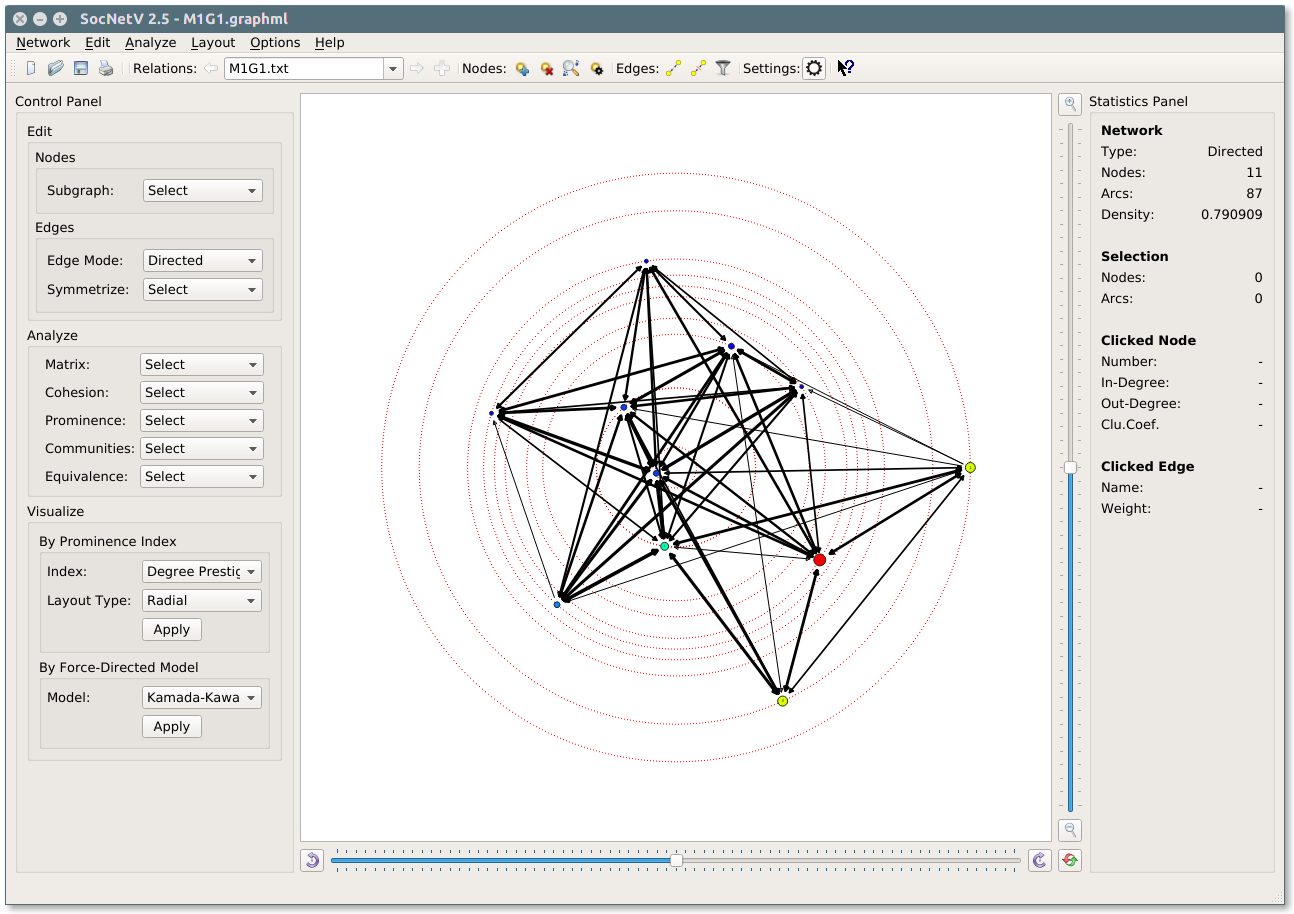 SocNetV 2.5 - M1G1.graphml
Network Edit Analyze Layout Options Help
Relations: M1G1.txt Nodes: Edges: Settings:
Control Panel
Edit
Nodes
Subgraph: Select
Edges
Edge Mode: Directed
Symmetrize: Select
Analyze
Matrix: Select
Cohesion: Select
Prominence: Select
Communities: Select
Equivalence: Select
Visualize
By Prominence Index
Index: Degree Prestig
Layout Type: Radial
Apply
By Force-Directed Model
Model: Kamada-Kawa
Apply
Statistics Panel
Network
Type: Directed
Nodes: 11
Arcs: 87
Density: 0.790909
Selection
Nodes: 0
Arcs: 0
Clicked Node
Number: -
In-Degree: -
Out-Degree: -
Clu.Coef. -
Clicked Edge
Name: -
Weight: -